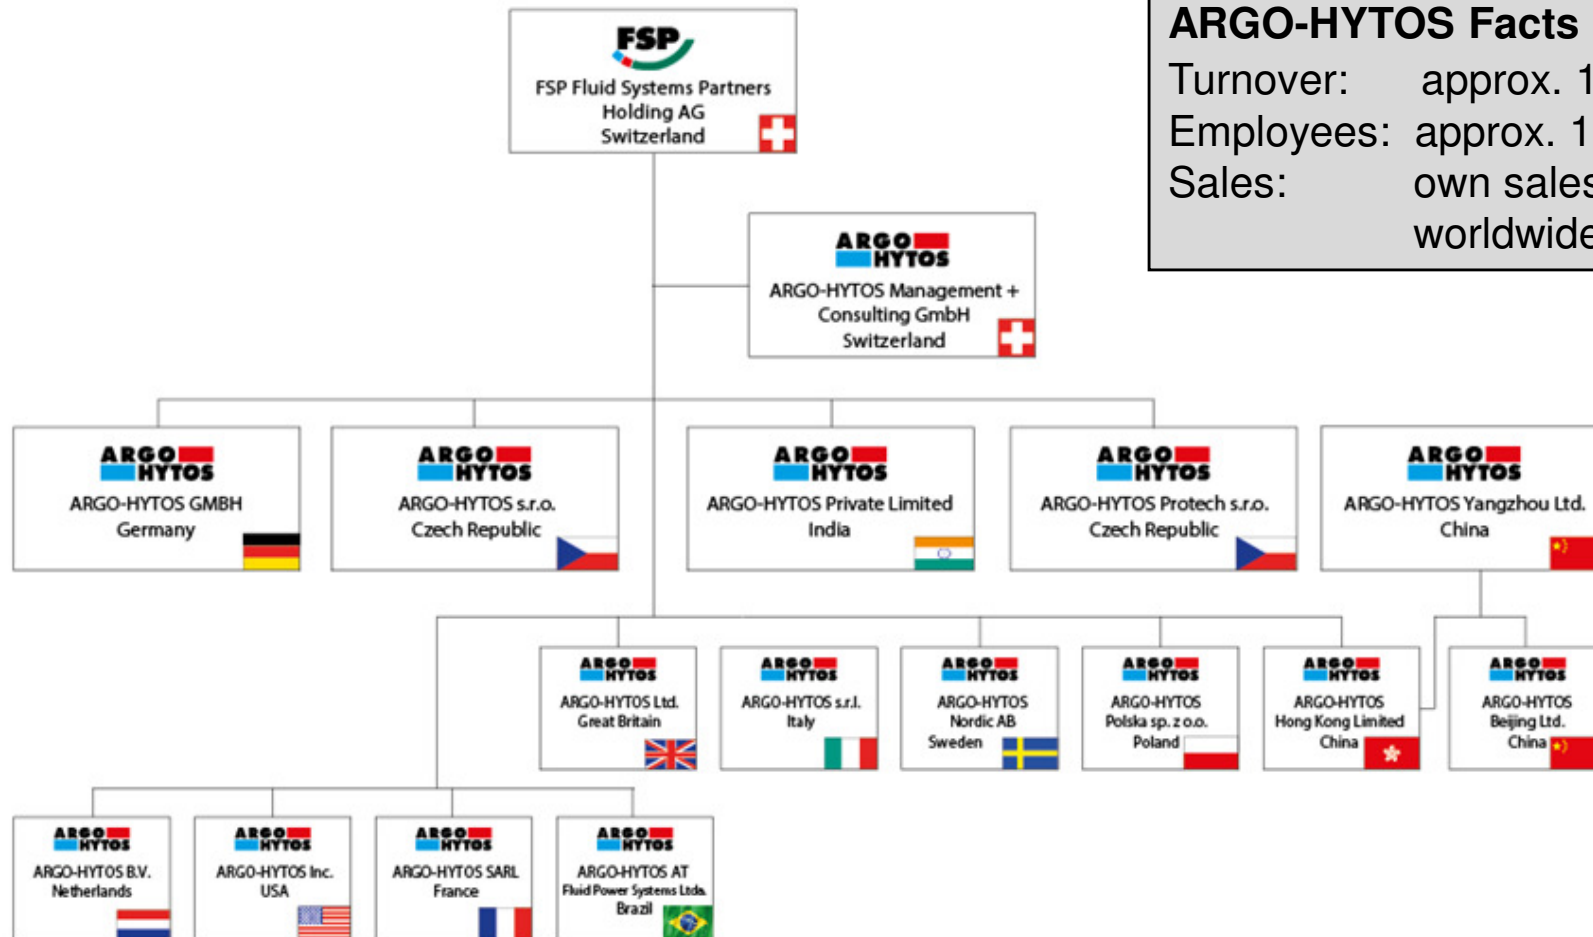 FSP
FSP Fluid Systems Partners
Holding AG
Switzerland
ARGO-HYTOS Facts
Turnover: approx. 1
Employees: approx. 1
Sales: own sales
worldwide
ARGO
HYTOS
ARGO-HYTOS Management +
Consulting GmbH
Switzerland
ARGO
HYTOS
ARGO-HYTOS GMBH
Germany
ARGO
HYTOS
ARGO-HYTOS s.r.o.
Czech Republic
ARGO
HYTOS
ARGO-HYTOS Private Limited
India
ARGO
HYTOS
ARGO-HYTOS Protech s.r.o.
Czech Republic
ARGO
HYTOS
ARGO-HYTOS Yangzhou Ltd.
China
ARGO
HYTOS
ARGO-HYTOS Ltd.
Great Britain
ARGO
HYTOS
ARGO-HYTOS s.r.l.
Italy
ARGO
HYTOS
ARGO-HYTOS
Nordic AB
Sweden
ARGO
HYTOS
ARGO-HYTOS
Polska sp. z o.o.
Poland
ARGO
HYTOS
ARGO-HYTOS
Hong Kong Limited
China
ARGO
HYTOS
ARGO-HYTOS
Beijing Ltd.
China
ARGO
HYTOS
ARGO-HYTOS B.V.
Netherlands
ARGO
HYTOS
ARGO-HYTOS Inc.
USA
ARGO
HYTOS
ARGO-HYTOS SARL
France
ARGO
HYTOS
ARGO-HYTOS AT
Fluid Power Systems Ltda.
Brazil